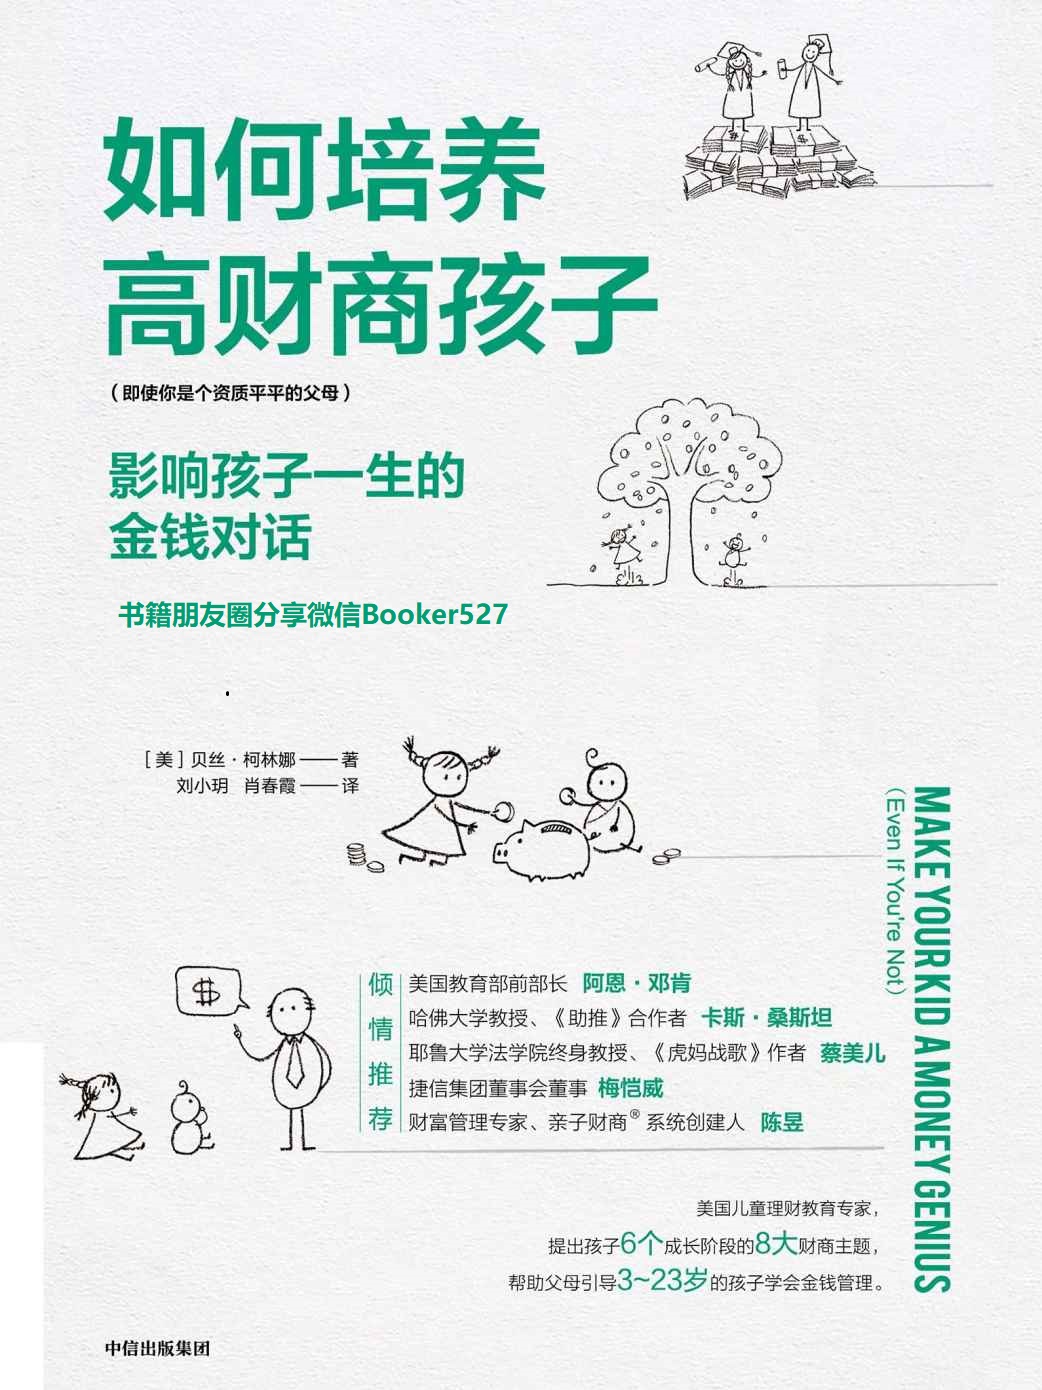 如何培养
高财商孩子
（即使你是个资质平平的父母）
影响孩子一生的
金钱对话
书籍朋友圈分享微信Booker527
［美］贝丝·柯林娜——著
刘小玥 肖春霞——译
MAKE YOUR KID A MONEY GENIUS
(Even If You're Not)
$
$
$
倾情推荐
美国教育部前部长 阿恩·邓肯
哈佛大学教授、《助推》合作者 卡斯·桑斯坦
耶鲁大学法学院终身教授、《虎妈战歌》作者 蔡美儿
捷信集团董事会董事 梅恺威
财富管理专家、亲子财商® 系统创建人 陈昱
美国儿童理财教育专家，
提出孩子6个成长阶段的8大财商主题，
帮助父母引导3~23岁的孩子学会金钱管理。
中信出版集团